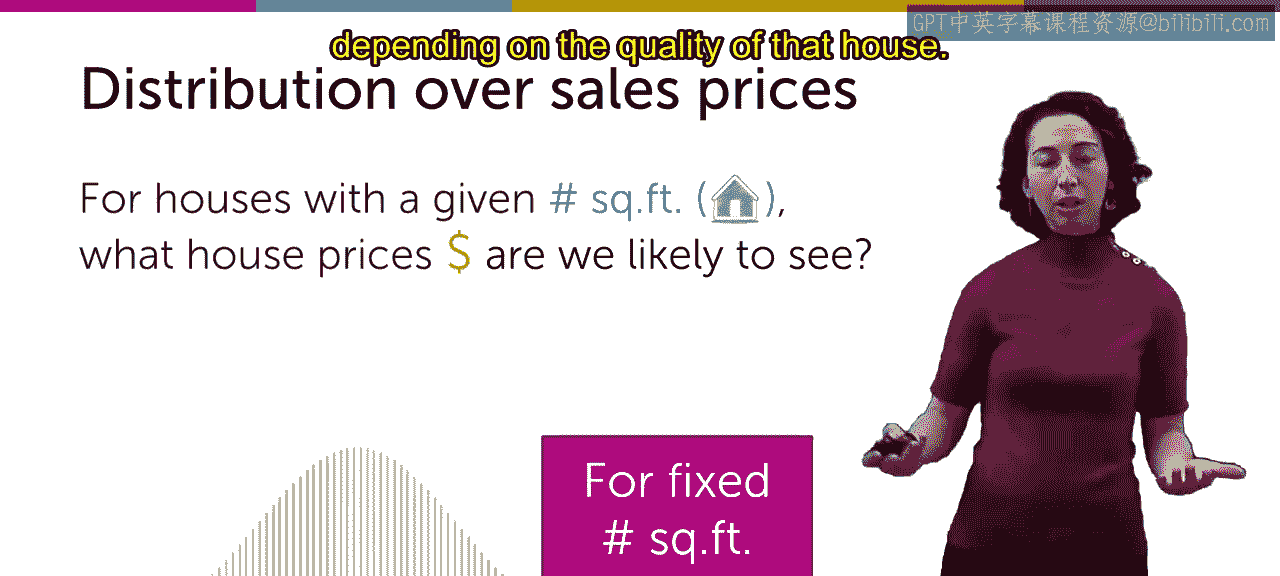 GPT中英字幕课程资源@bilibili.com
depending on the quality of that house.
Distribution over sales prices
For houses with a given # sq.ft. (),
what house prices $ are we likely to see?
For fixed
# sq.ft.